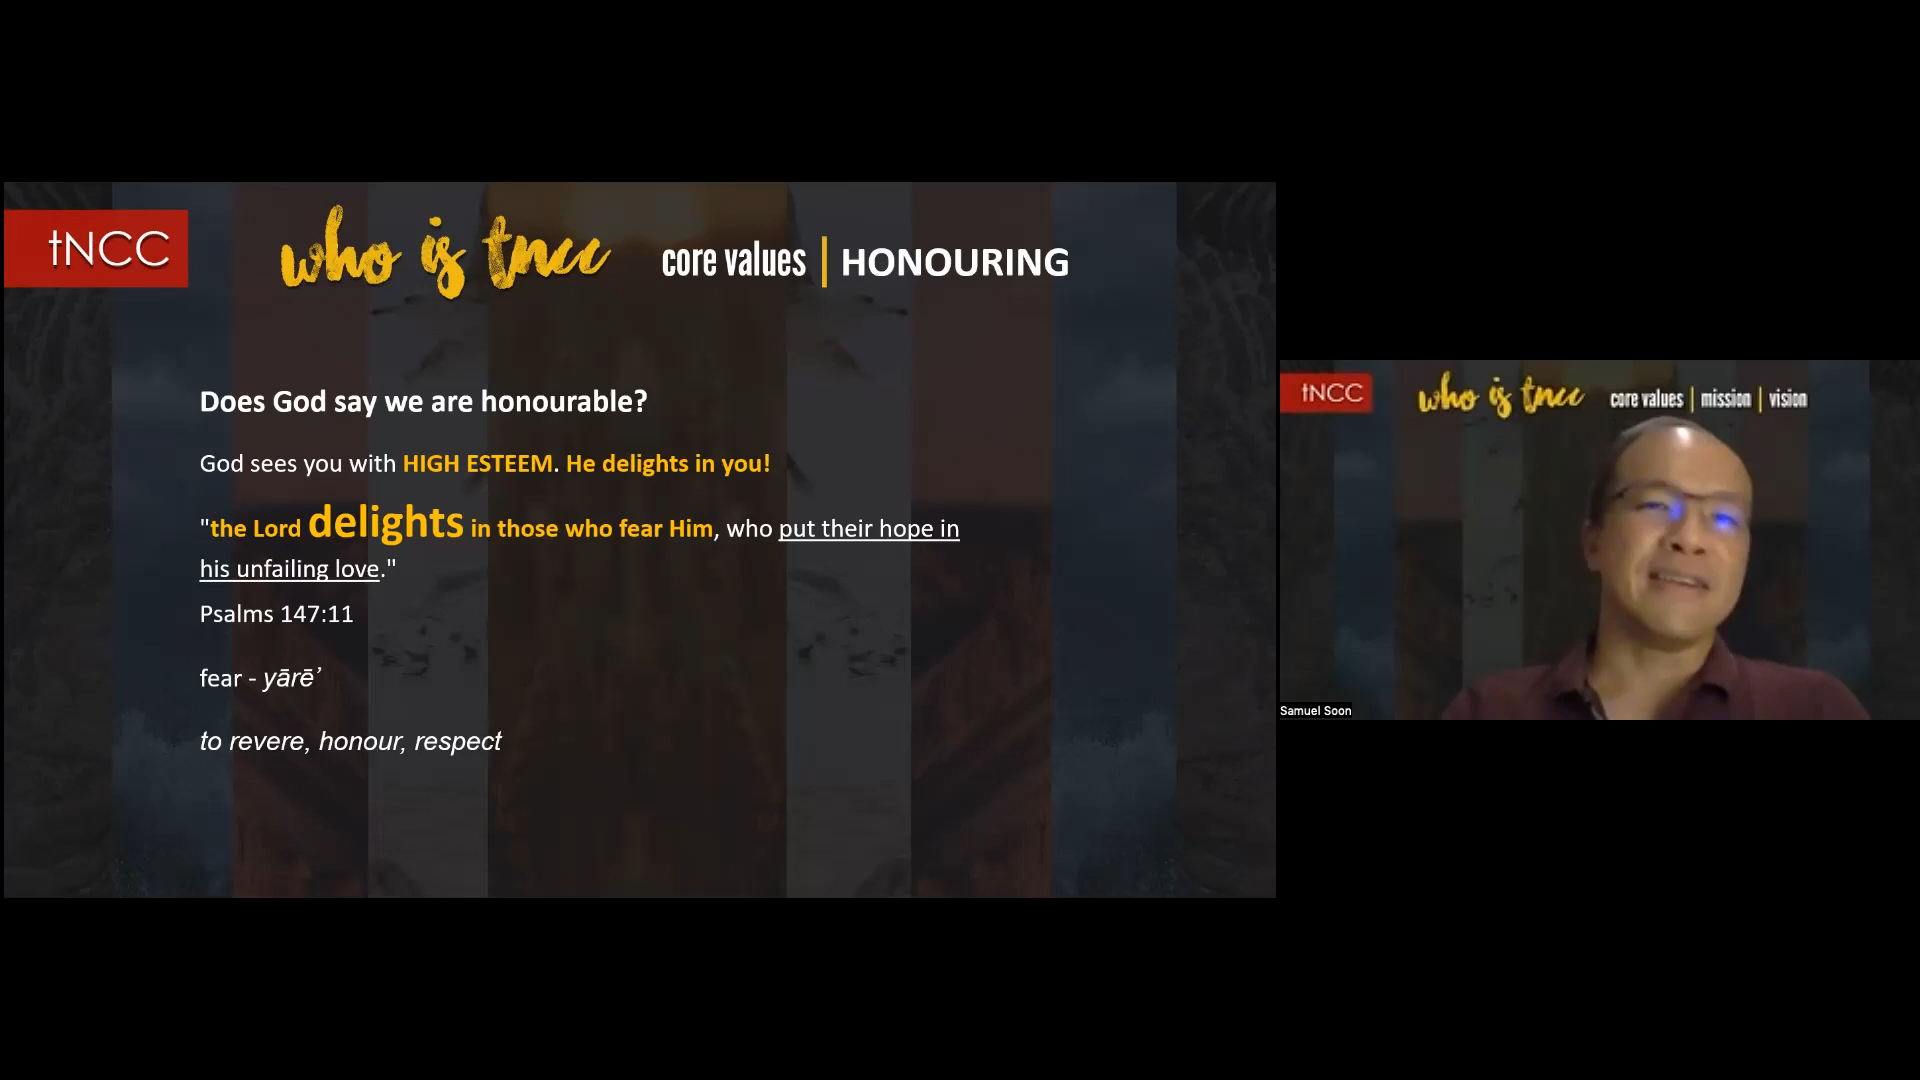 tNCC
who is tncc core values | HONOURING
Does God say we are honourable?
God sees you with HIGH ESTEEM. He delights in you!
"the Lord delights in those who fear Him, who put their hope in
his unfailing love."
Psalms 147:11
fear - yārē’
to revere, honour, respect
tNCC
who is tncc core values | mission | vision
Samuel Soon